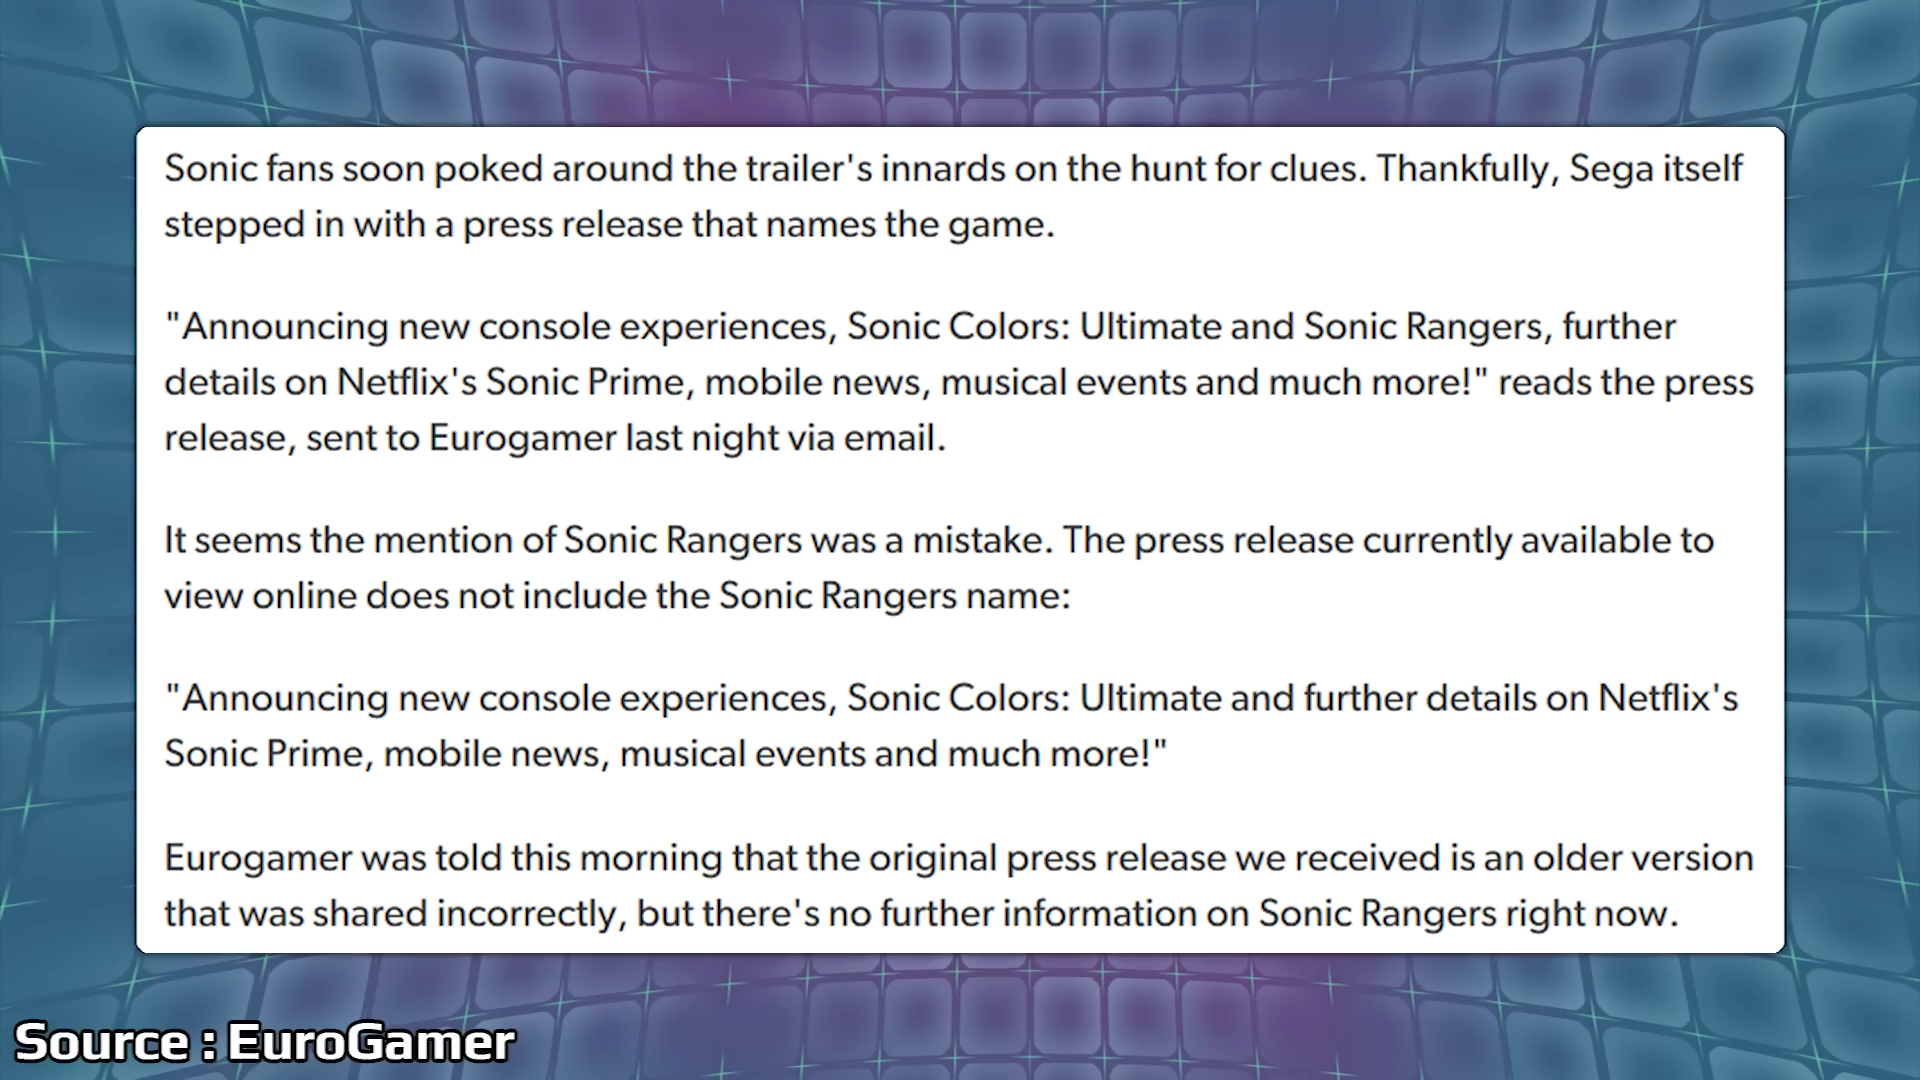 Sonic fans soon poked around the trailer's innards on the hunt for clues. Thankfully, Sega itself
stepped in with a press release that names the game.
"Announcing new console experiences, Sonic Colors: Ultimate and Sonic Rangers, further
details on Netflix's Sonic Prime, mobile news, musical events and much more!" reads the press
release, sent to Eurogamer last night via email.
It seems the mention of Sonic Rangers was a mistake. The press release currently available to
view online does not include the Sonic Rangers name:
"Announcing new console experiences, Sonic Colors: Ultimate and further details on Netflix's
Sonic Prime, mobile news, musical events and much more!"
Eurogamer was told this morning that the original press release we received is an older version
that was shared incorrectly, but there's no further information on Sonic Rangers right now.
Source : EuroGamer